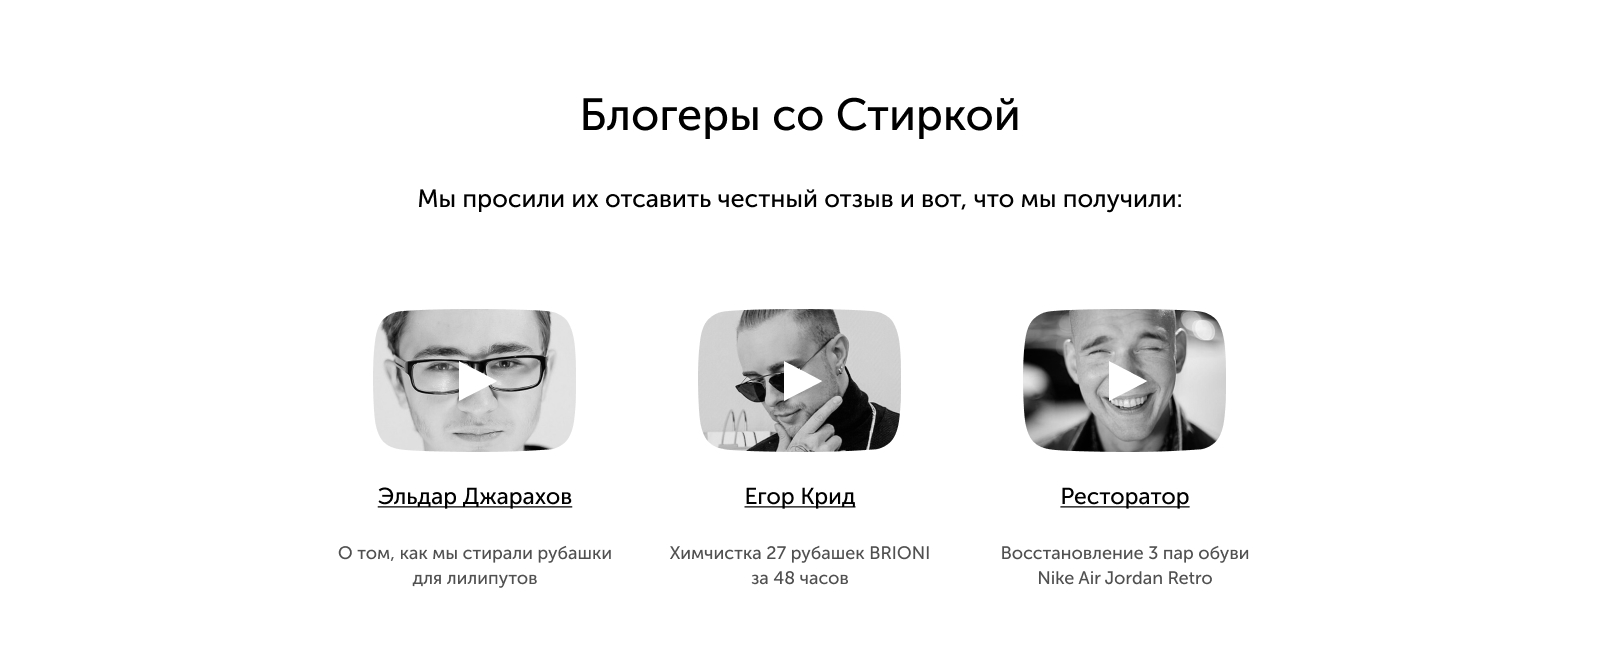 Блогеры со Стиркой
Мы просили их отсавить честный отзыв и вот, что мы получили:
Эльдар Джарахов
Егор Крид
Ресторатор
О том, как мы стирали рубашки
для лилипутов
Химчистка 27 рубашек BRIONI
за 48 часов
Восстановление 3 пар обуви
Nike Air Jordan Retro